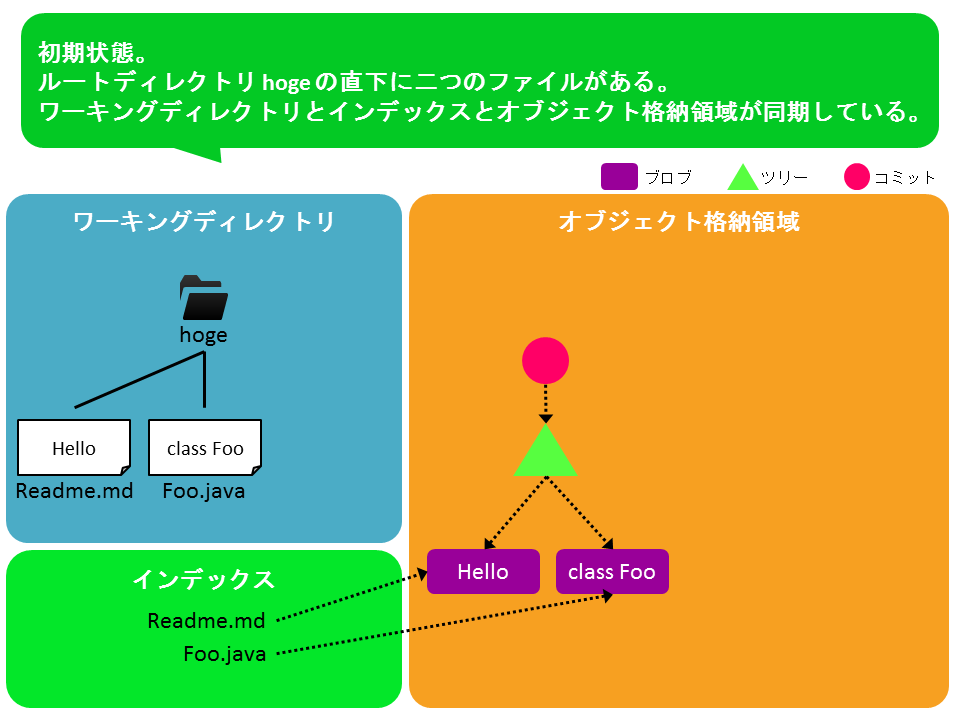 初期状態。
ルートディレクトリ hoge の直下に二つのファイルがある。
ワーキングディレクトリとインデックスとオブジェクト格納領域が同期している。
ブロブ ツリー コミット
ワーキングディレクトリ
hoge
Hello class Foo
Readme.md Foo.java
オブジェクト格納領域
Hello class Foo
インデックス
Readme.md
Foo.java